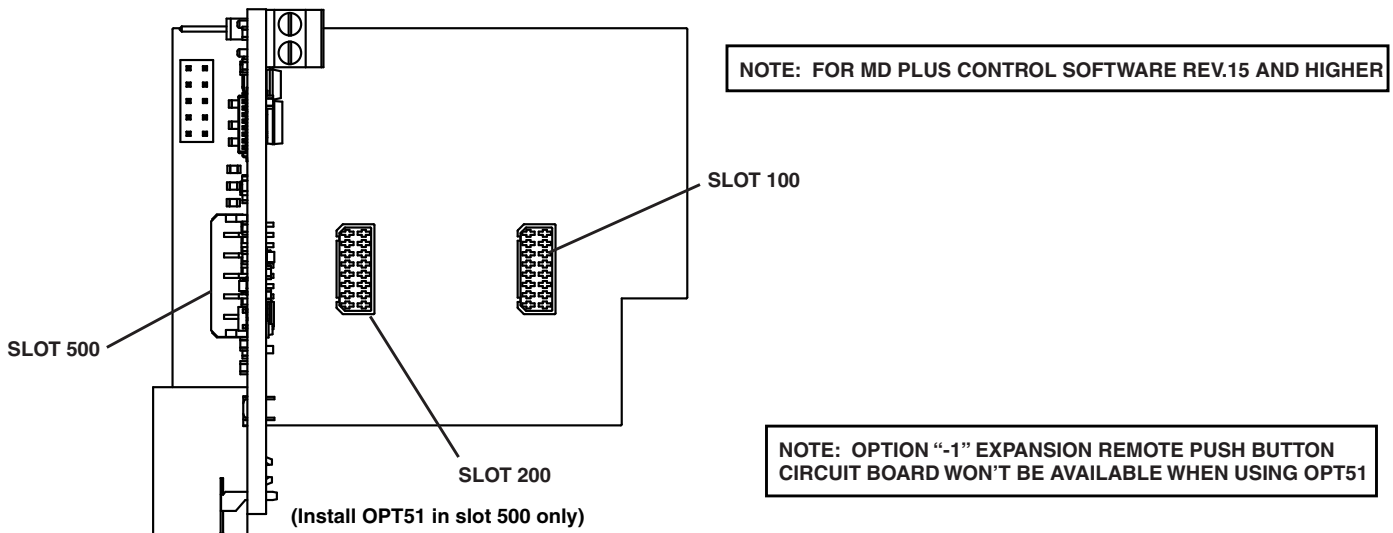 NOTE: FOR MD PLUS CONTROL SOFTWARE REV.15 AND HIGHER
SLOT 100
SLOT 500
SLOT 200
(Install OPT51 in slot 500 only)
NOTE: OPTION “-1” EXPANSION REMOTE PUSH BUTTON
CIRCUIT BOARD WON’T BE AVAILABLE WHEN USING OPT51